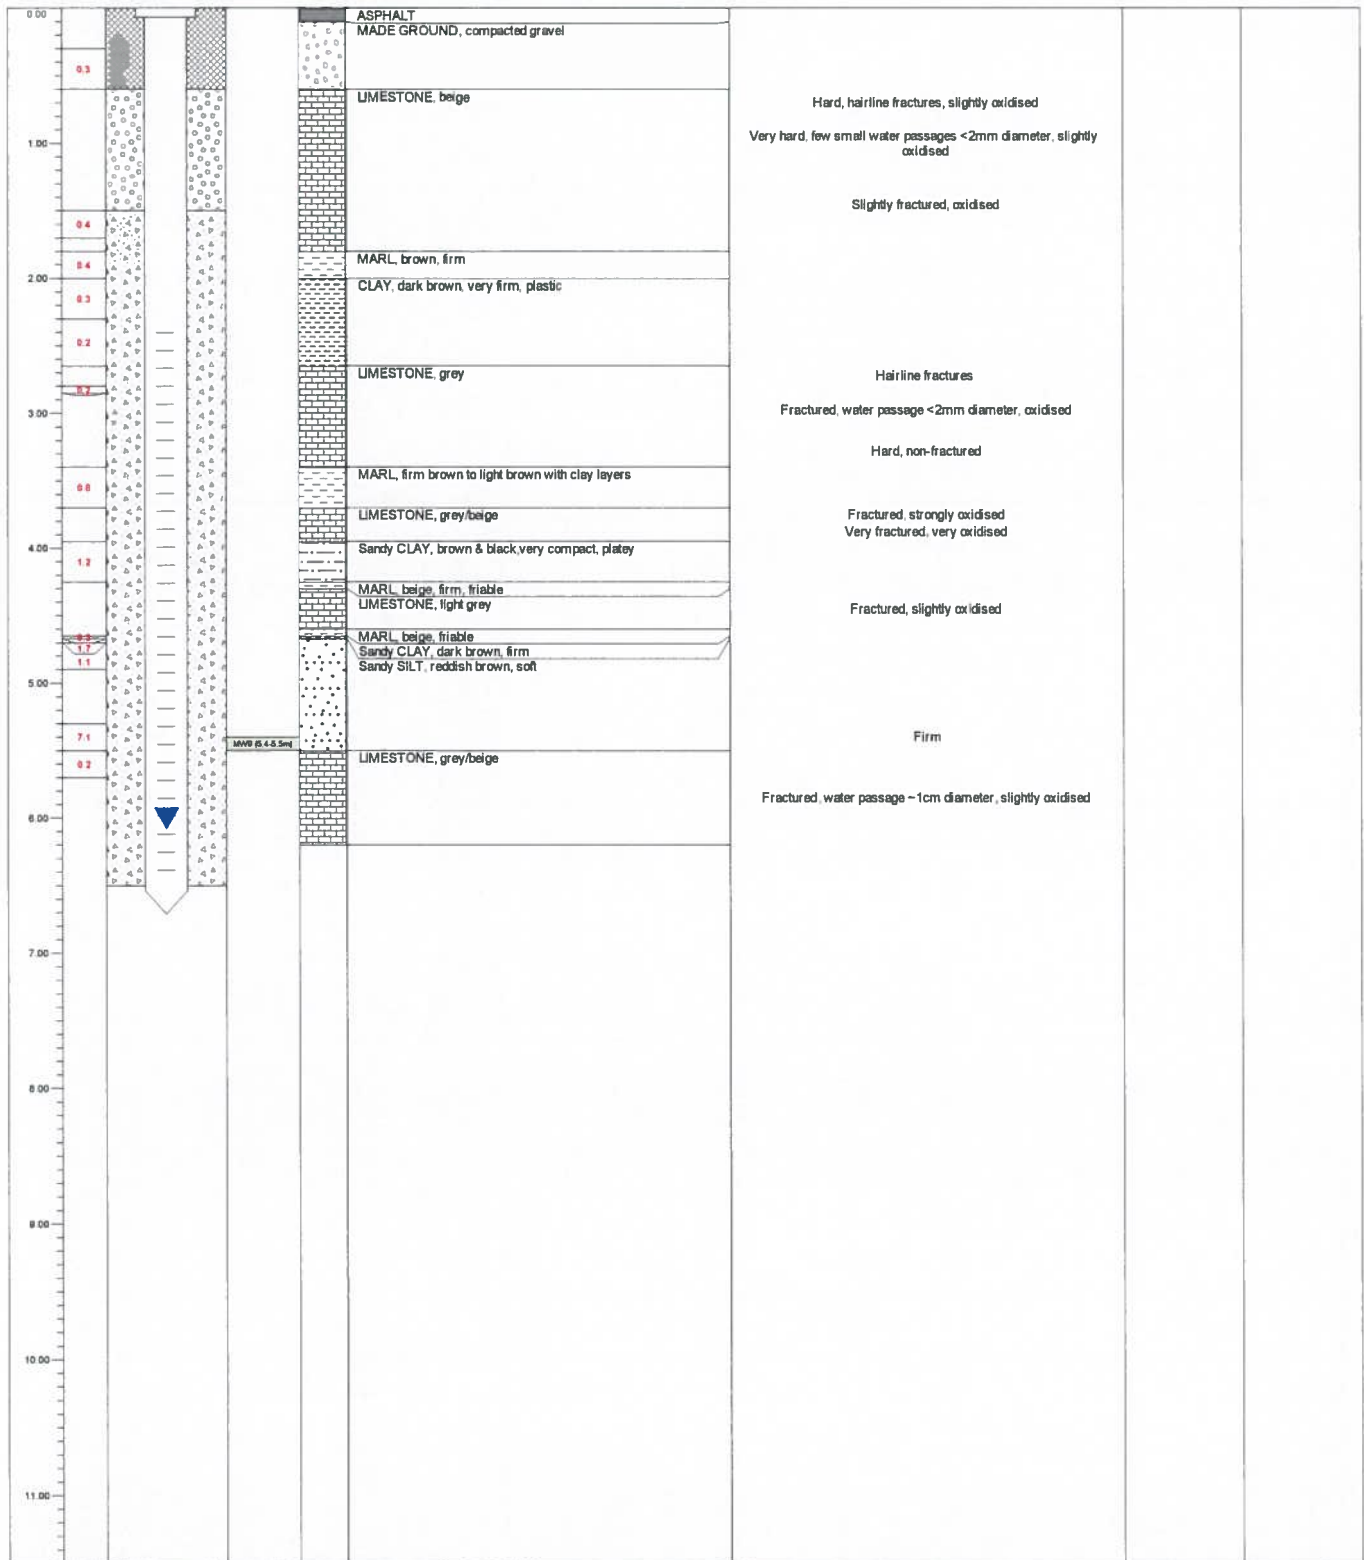 0.00
ASPHALT
MADE GROUND, compacted gravel
0.3
LIMESTONE, beige
Hard, hairline fractures, slightly oxidised
Very hard, few small water passages <2mm diameter, slightly
oxidised
1.00
Slightly fractured, oxidised
0.4
MARL, brown, firm
0.4
2.00
CLAY, dark brown, very firm, plastic
0.3
0.2
LIMESTONE, grey
Hairline fractures
0.2
Fractured, water passage <2mm diameter, oxidised
3.00
Hard, non-fractured
MARL, firm brown to light brown with clay layers
0.8
LIMESTONE, grey/beige
Fractured, strongly oxidised
Very fractured, very oxidised
4.00
Sandy CLAY, brown & black,very compact, platey
1.2
MARL, beige, firm, friable
LIMESTONE, light grey
Fractured, slightly oxidised
0.3
MARL, beige, friable
1.7
Sandy CLAY, dark brown, firm
1.1
Sandy SILT, reddish brown, soft
5.00
7.1
MW9 (5.4-5.5m)
Firm
0.2
LIMESTONE, grey/beige
Fractured, water passage ~1cm diameter, slightly oxidised
6.00
7.00
8.00
9.00
10.00
11.00